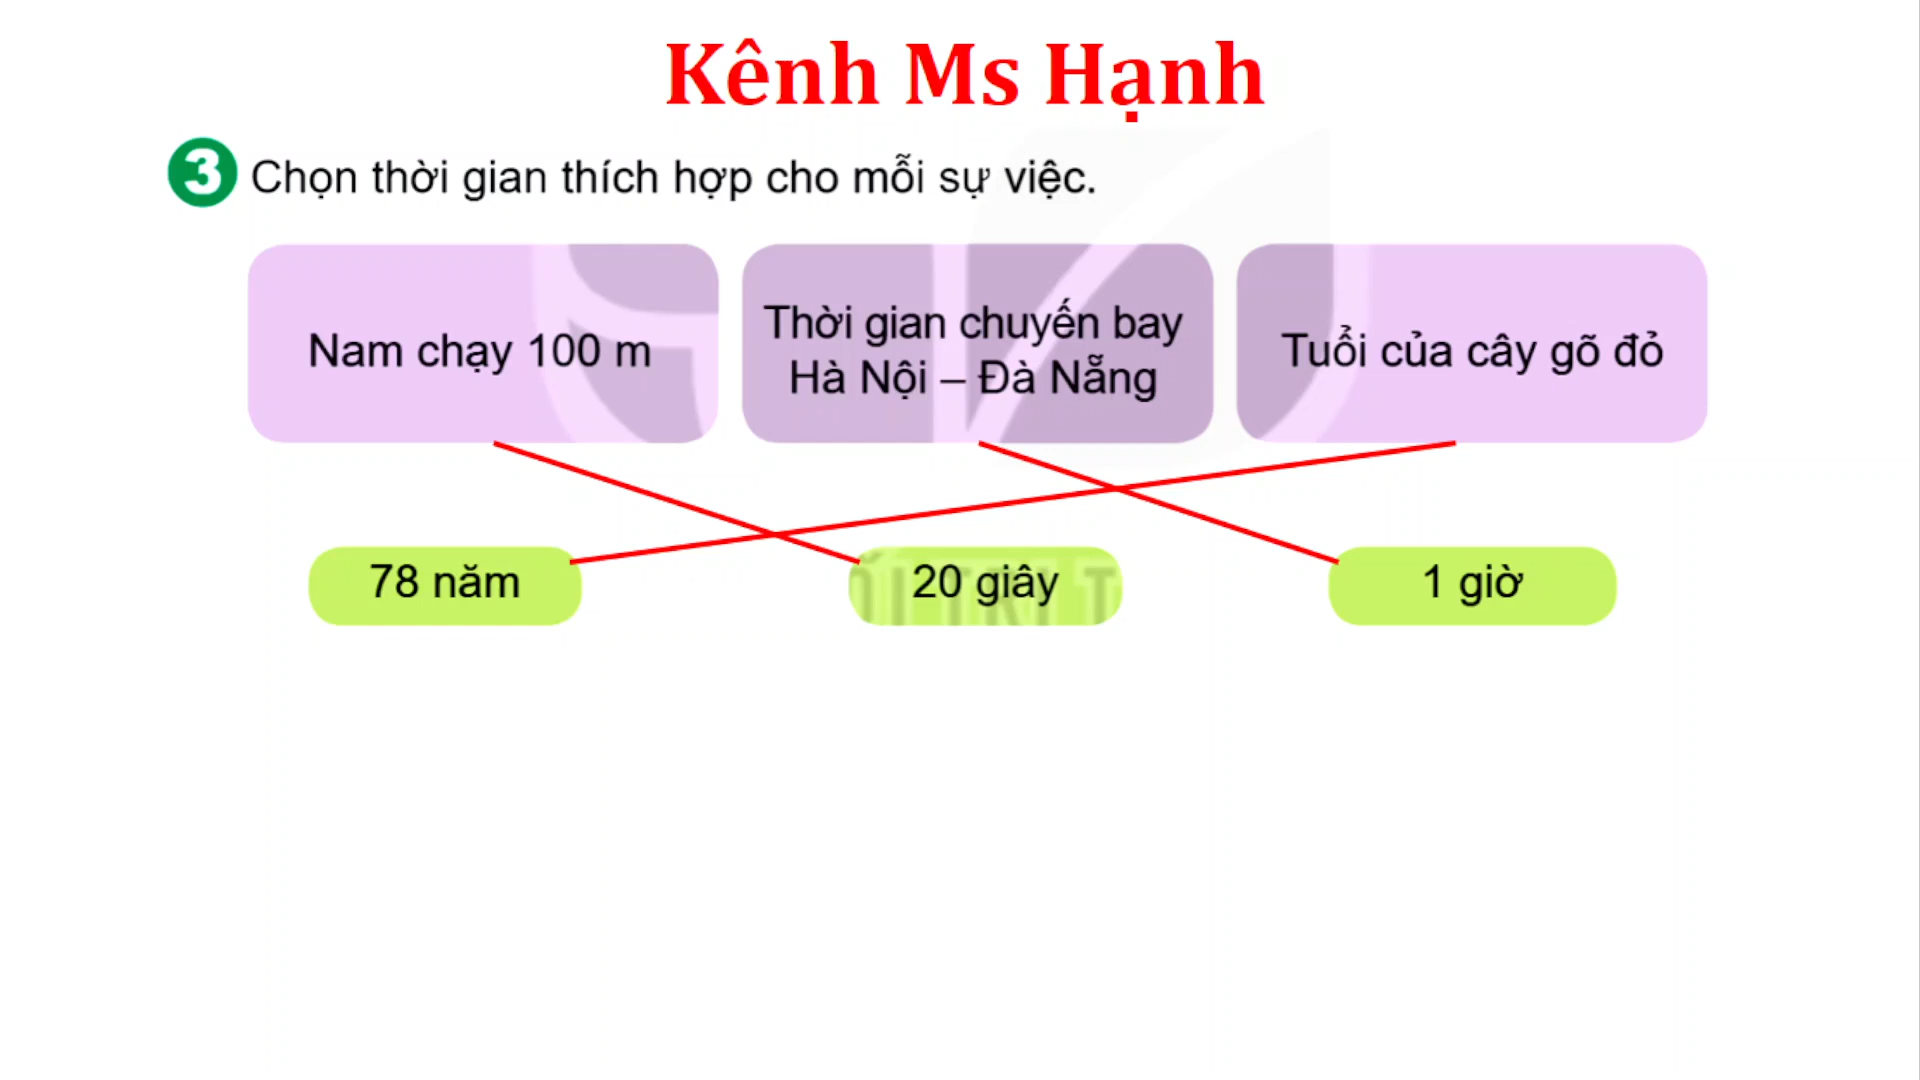 Kênh Ms Hạnh
3 Chọn thời gian thích hợp cho mỗi sự việc.
Nam chạy 100 m
Thời gian chuyến bay
Hà Nội – Đà Nẵng
Tuổi của cây gõ đỏ
78 năm
20 giây
1 giờ